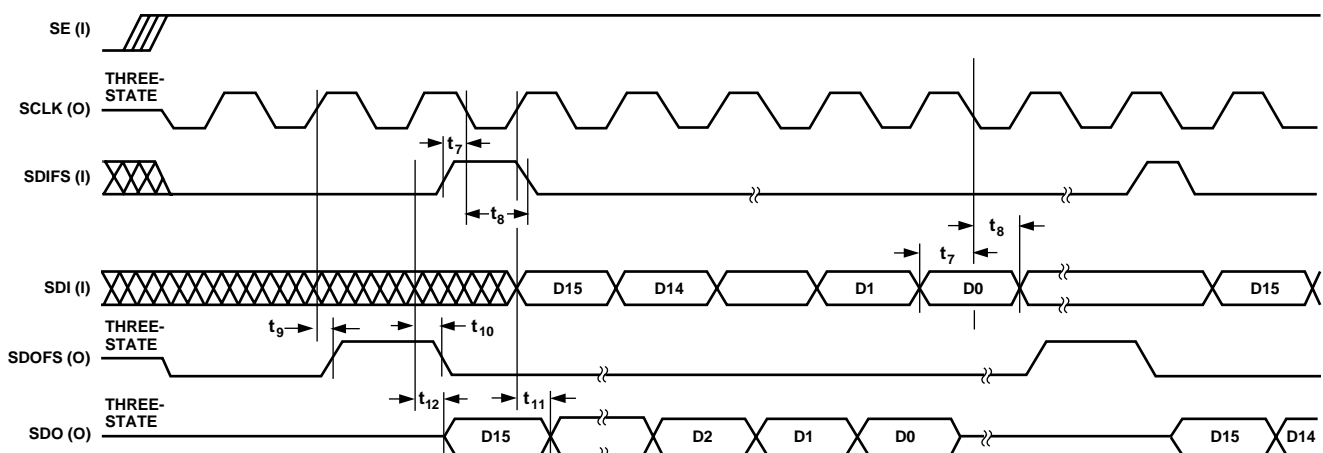 SE (I)
THREE-
STATE
SCLK (O)
t7
SDIFS (I)
t8
t8
t7
SDI (I)
D15
D14
D1
D0
D15
t9
THREE-
STATE
t10
SDOFS (O)
t12
t11
THREE-
STATE
SDO (O)
D15
D2
D1
D0
D15
D14